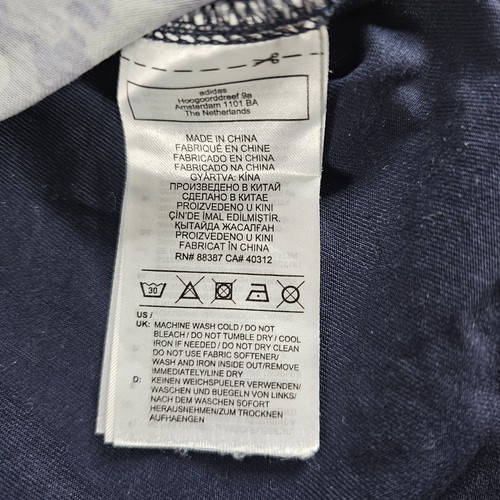 adidas
Hoogoorddreef 9a
Amsterdam 1101 BA
The Netherlands
MADE IN CHINA
FABRIQUÉ EN CHINE
FABRICADO EN CHINA
FABRICADO NA CHINA
GYÁRTVA: KÍNA
ПРОИЗВЕДЕНО В КИТАЙ
СДЕЛАНО В КИТАЕ
PROIZVEDENO U KINI
ÇİN'DE İMAL EDİLMİŞTİR.
ҚЫТАЙДА ЖАСАЛҒАН
PROIZVEDENO U KINI
FABRICAT ÎN CHINA
RN# 88387 CA# 40312
30
US /
UK: MACHINE WASH COLD / DO NOT
BLEACH / DO NOT TUMBLE DRY / COOL
IRON IF NEEDED / DO NOT DRY CLEAN
DO NOT USE FABRIC SOFTENER/
WASH AND IRON INSIDE OUT/REMOVE
IMMEDIATELY/LINE DRY
D: KEINEN WEICHSPUELER VERWENDEN/
WASCHEN UND BUEGELN VON LINKS/
NACH DEM WASCHEN SOFORT
HERAUSNEHMEN/ZUM TROCKNEN
AUFHAENGEN